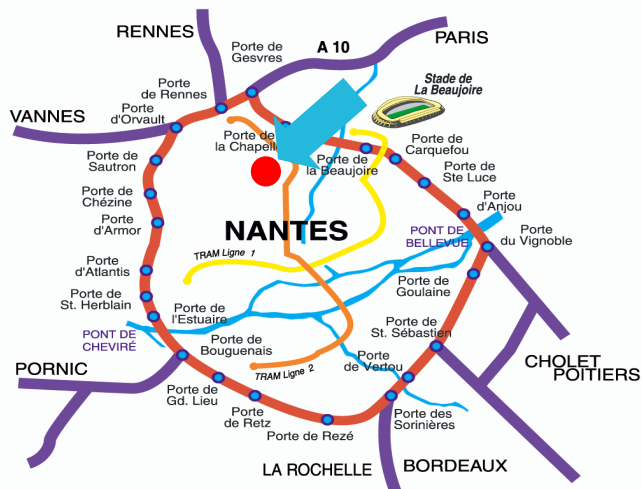 RENNES
Porte de
Gesvres
A 10
PARIS
Stade de
La Beaujoire
Porte
de Rennes
Porte
d'Orvault
VANNES
Porte de
la Chapelle
Porte de
la Beaujoire
Porte de
Carquefou
Porte de
Ste Luce
Porte
d'Anjou
Porte de
Sautron
Porte de
Chézine
Porte
d'Armor
NANTES
PONT DE
BELLEVUE
Porte
du Vignoble
TRAM Ligne 1
Porte
d'Atlantis
Porte de
Goulaine
Porte de
St. Herblain
Porte de
l'Estuaire
Porte de
St. Sébastien
PONT DE
CHEVIRÉ
Porte de
Bouguenais
Porte
de Vertou
CHOLET
POITIERS
PORNIC
TRAM Ligne 2
Porte de
Gd. Lieu
Porte
de Retz
Porte des
Sorinières
Porte de Rezé
LA ROCHELLE
BORDEAUX